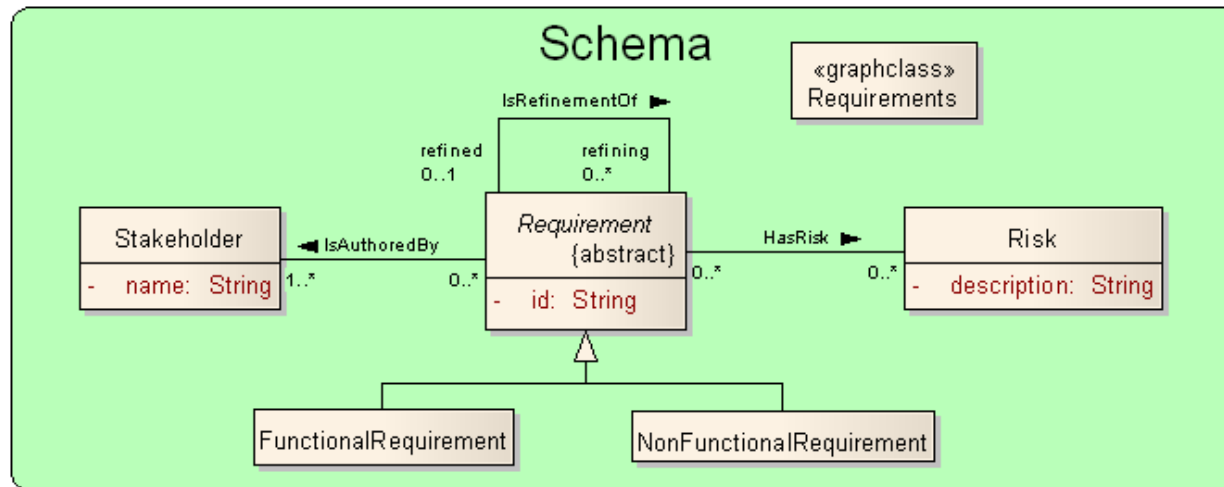 Schema
«graphclass»
Requirements
IsRefinementOf ►
refined
0..1
refining
0..*
Stakeholder
- name: String
◄ IsAuthoredBy
1..*
0..*
Requirement
{abstract}
- id: String
HasRisk ►
0..*
0..*
Risk
- description: String
FunctionalRequirement
NonFunctionalRequirement